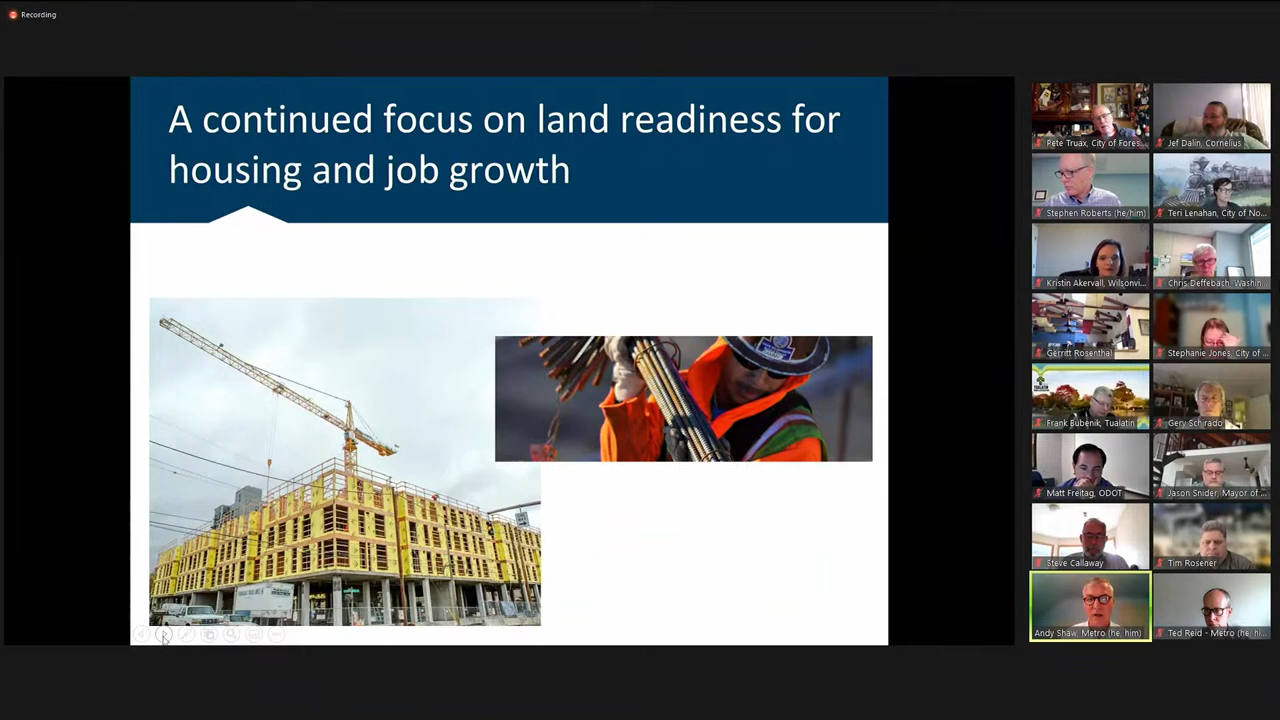 Recording
A continued focus on land readiness for
housing and job growth
Pete Truax, City of Fores...
Jef Dalin, Cornelius
Stephen Roberts (he/him)
Teri Lenahan, City of No...
Kristin Akervall, Wilsonvi...
Chris Deffebach, Washin...
Gerritt Rosenthal
Stephanie Jones, City of ...
TUALATIN
Frank Bubenik, Tualatin
Gery Schirado
Matt Freitag, ODOT
Jason Snider, Mayor of ...
Steve Callaway
Tim Rosener
Andy Shaw, Metro (he, him)
Ted Reid - Metro (he, hi...